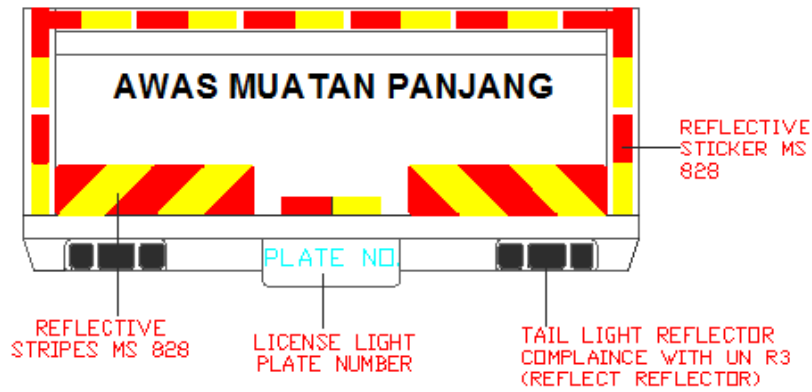 AWAS MUATAN PANJANG
REFLECTIVE
STICKER MS
828
PLATE NO.
REFLECTIVE
STRIPES MS 828
LICENSE LIGHT
PLATE NUMBER
TAIL LIGHT REFLECTOR
COMPLAINCE WITH UN R3
(REFLECT REFLECTOR)